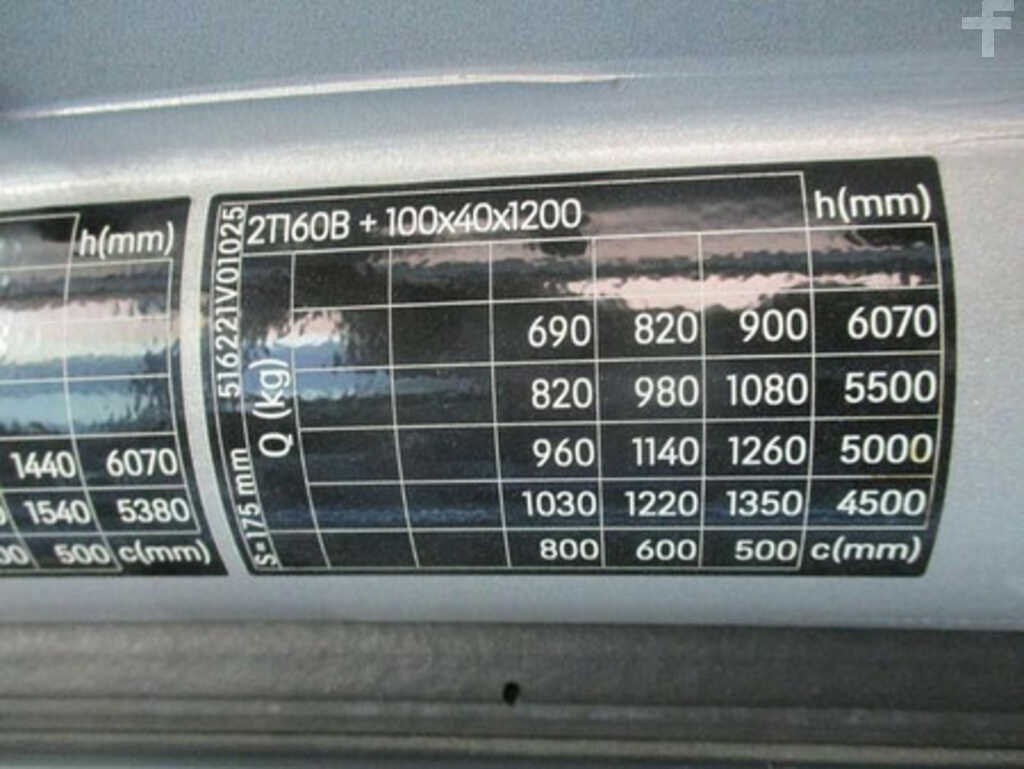 h(mm)
1440 6070
1540 5380
500 c(mm)
516221V01025
S=175 mm
Q (kg)
2T160B + 100x40x1200 h(mm)
690 820 900 6070
820 980 1080 5500
960 1140 1260 5000
1030 1220 1350 4500
800 600 500 c(mm)